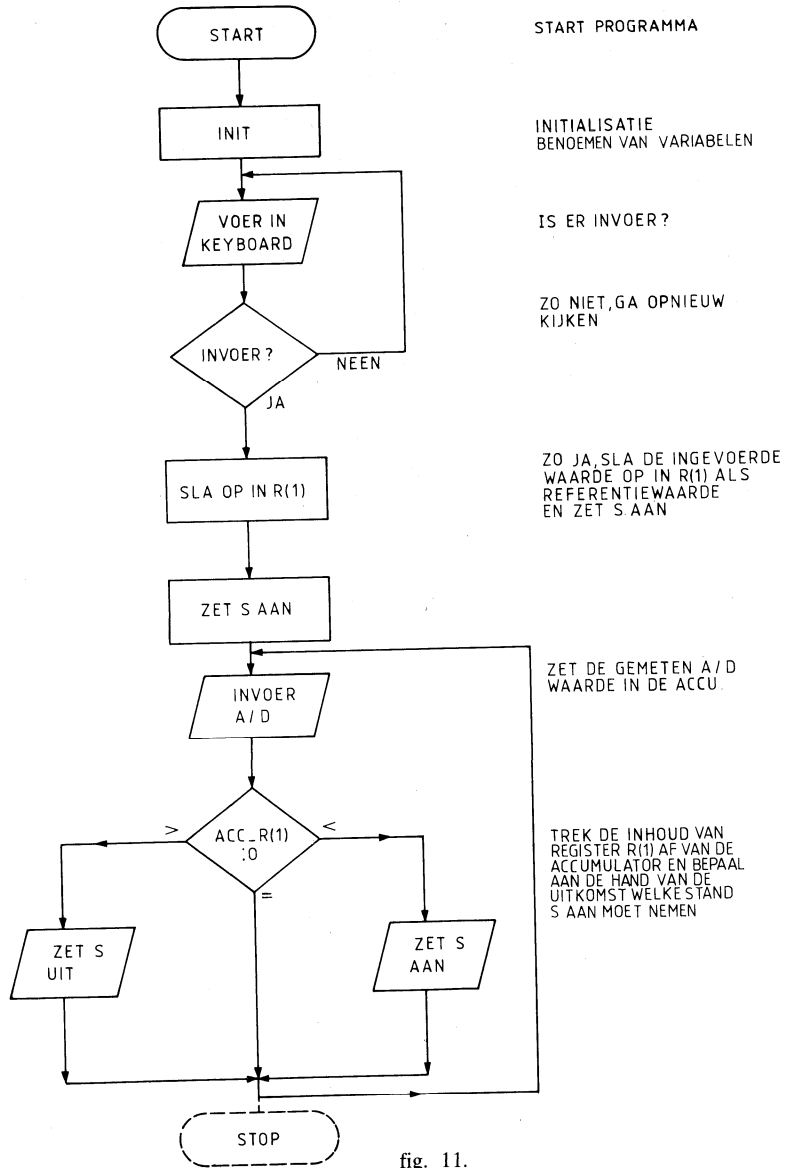 START
START PROGRAMMA
INIT
INITIALISATIE
BENOEMEN VAN VARIABELEN
VOER IN
KEYBOARD
IS ER INVOER?
INVOER?
NEEN
JA
ZO NIET, GA OPNIEUW
KIJKEN
SLA OP IN R(1)
ZO JA, SLA DE INGEVOERDE
WAARDE OP IN R(1) ALS
REFERENTIEWAARDE
EN ZET S AAN
ZET S AAN
INVOER
A/D
ZET DE GEMETEN A/D
WAARDE IN DE ACCU.
>
ACC_R(1)
:0
<
=
TREK DE INHOUD VAN
REGISTER R(1) AF VAN DE
ACCUMULATOR EN BEPAAL
AAN DE HAND VAN DE
UITKOMST WELKE STAND
S AAN MOET NEMEN
ZET S
UIT
ZET S
AAN
STOP
fig. 11.